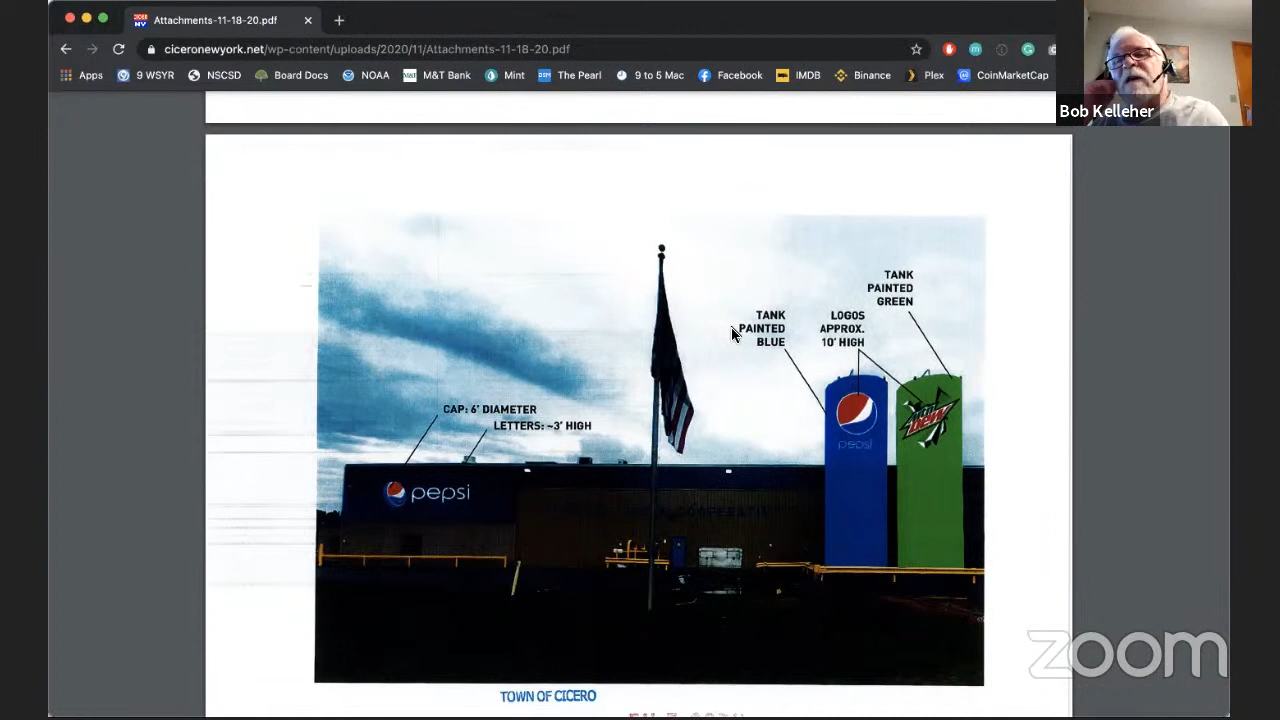 Attachments-11-18-20.pdf
ciceronewyork.net/wp-content/uploads/2020/11/Attachments-11-18-20.pdf
Apps
9 WSYR
NSCSD
Board Docs
NOAA
M&T Bank
Mint
The Pearl
9 to 5 Mac
Facebook
IMDB
Binance
Plex
CoinMarketCap
Bob Kelleher
TANK
PAINTED
GREEN
TANK
PAINTED
BLUE
LOGOS
APPROX.
10' HIGH
CAP: 6' DIAMETER
LETTERS: ~3' HIGH
pepsi
pepsi
mtn
dew
TOWN OF CICERO
zoom